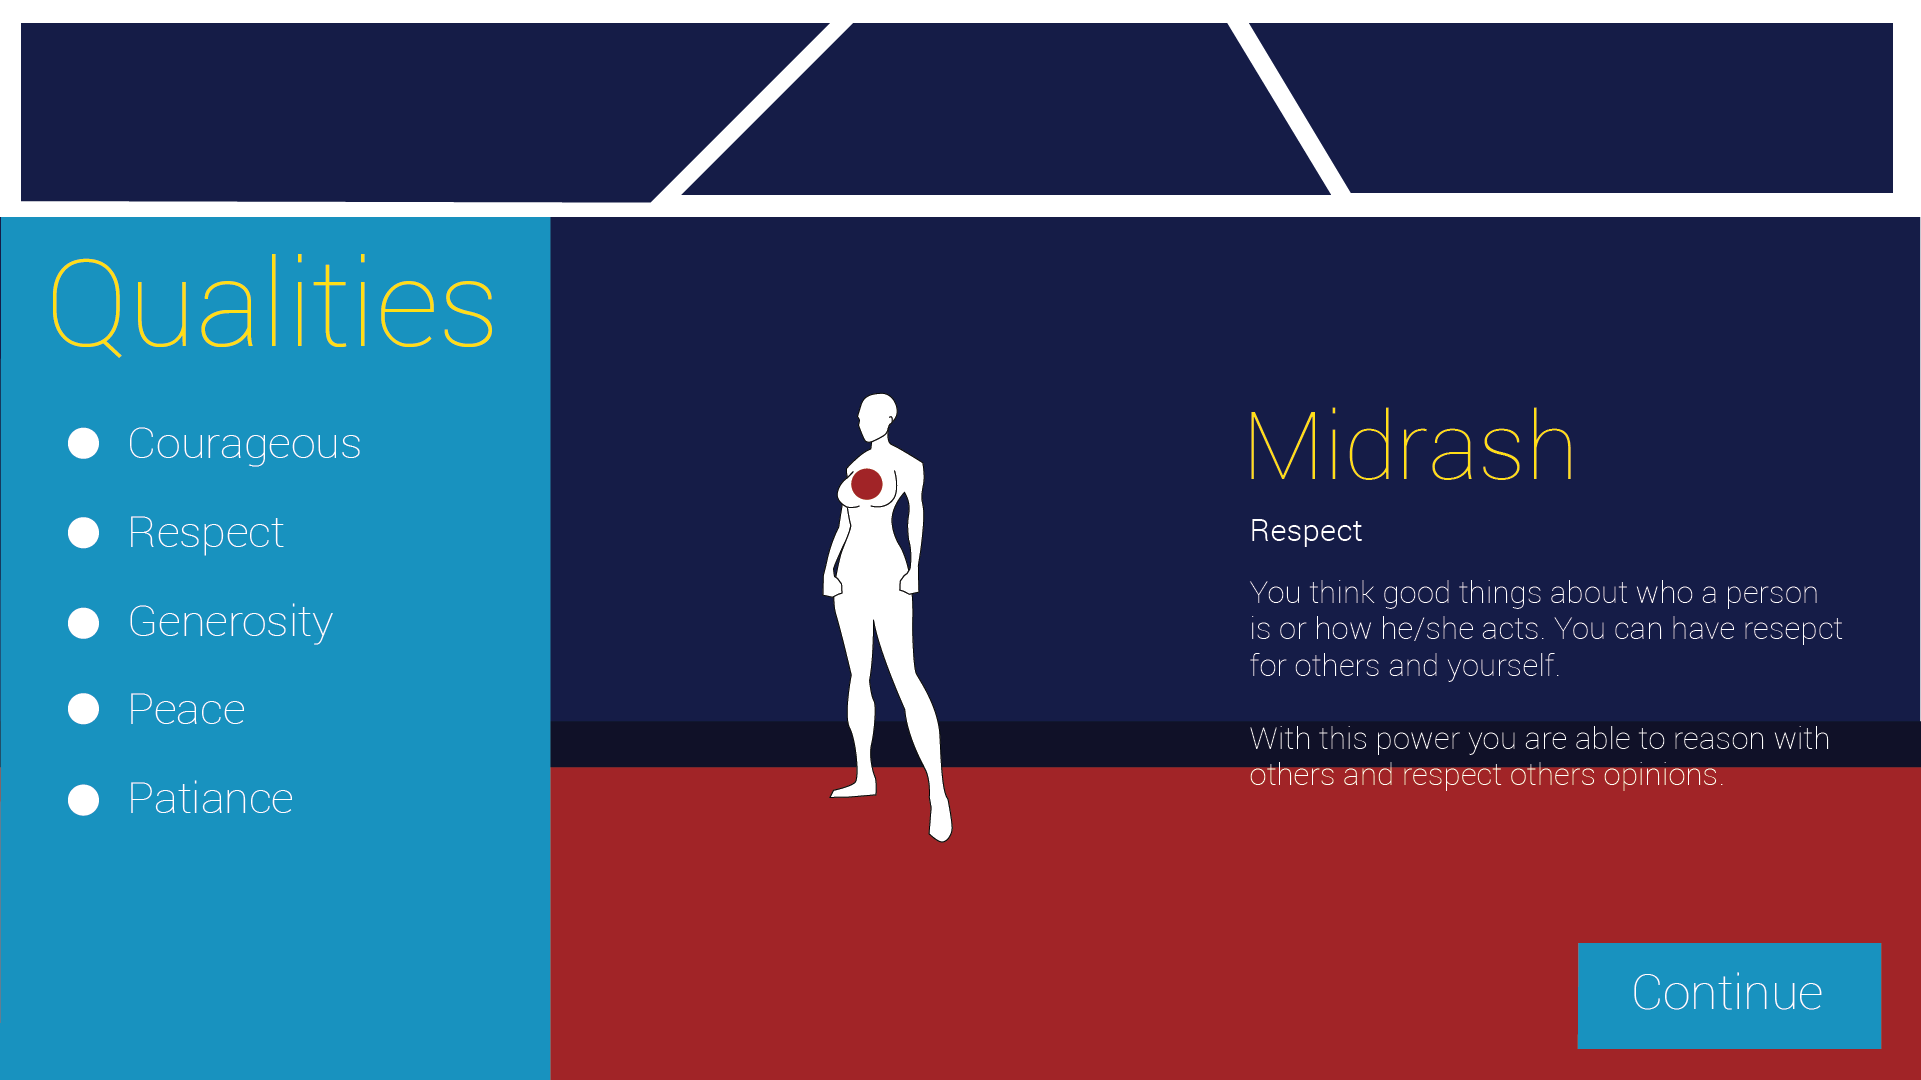 Qualities
Courageous
Respect
Generosity
Peace
Patiance
Midrash
Respect
You think good things about who a person
is or how he/she acts. You can have resepct
for others and yourself.
With this power you are able to reason with
others and respect others opinions.
Continue